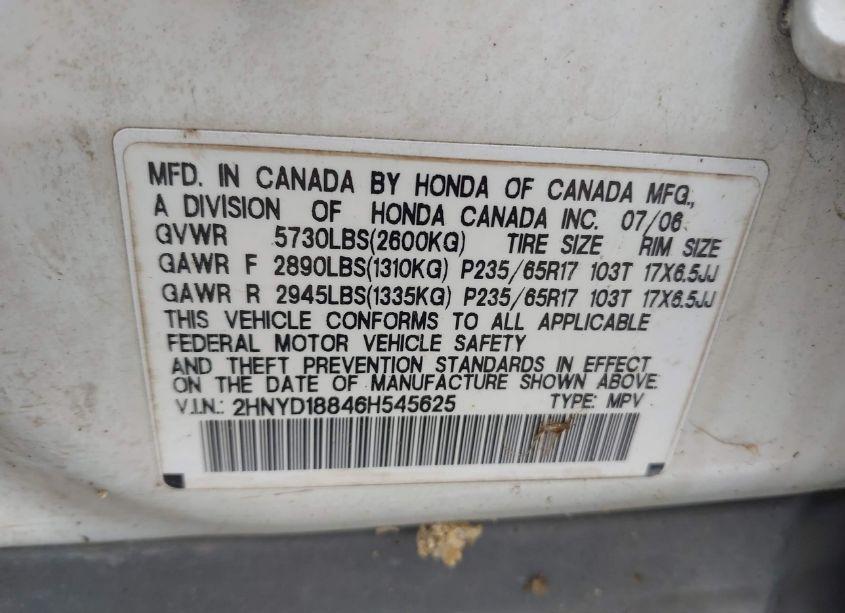 MFD. IN CANADA BY HONDA OF CANADA MFG.,
A DIVISION OF HONDA CANADA INC. 07/06
GVWR 5730LBS(2600KG) TIRE SIZE RIM SIZE
GAWR F 2890LBS(1310KG) P235/65R17 103T 17X6.5JJ
GAWR R 2945LBS(1335KG) P235/65R17 103T 17X6.5JJ
THIS VEHICLE CONFORMS TO ALL APPLICABLE
FEDERAL MOTOR VEHICLE SAFETY
AND THEFT PREVENTION STANDARDS IN EFFECT
ON THE DATE OF MANUFACTURE SHOWN ABOVE.
V.I.N.: 2HNYD18846H545625 TYPE: MPV